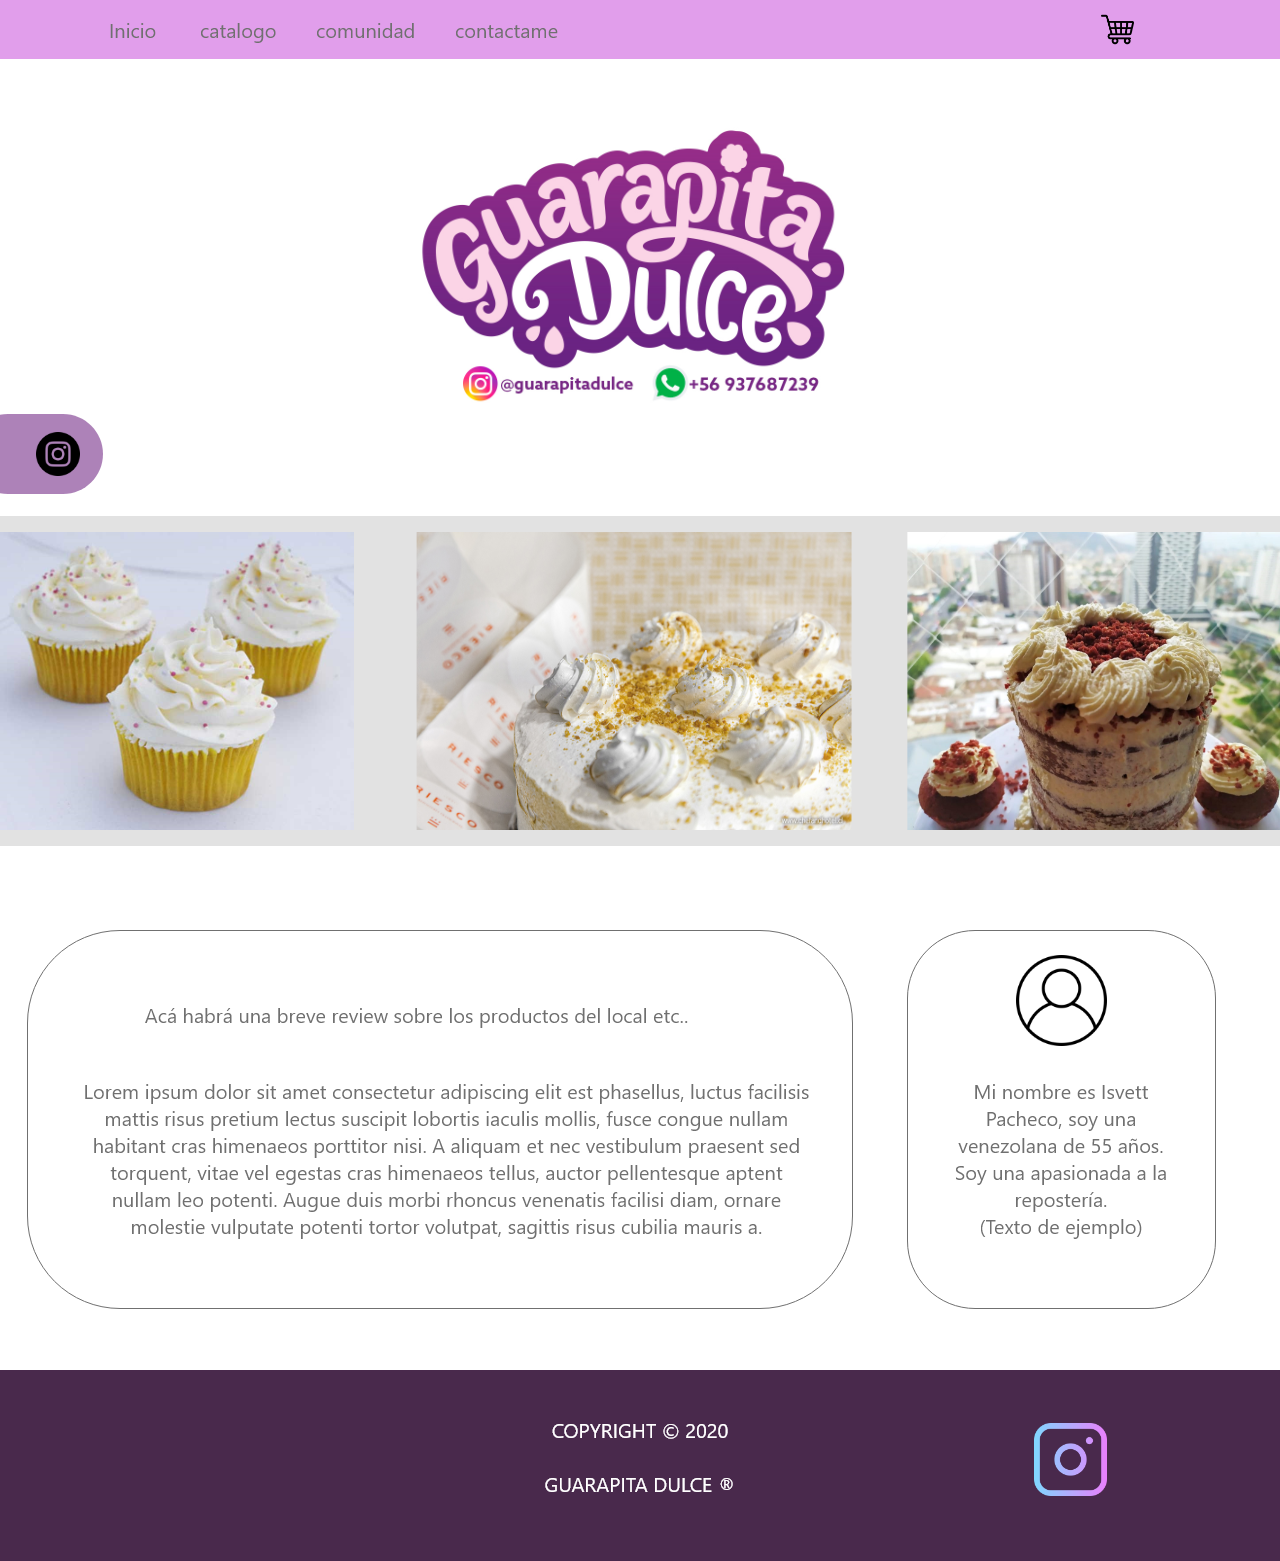 Inicio catalogo comunidad contactame
Guarapita
Dulce
@guarapitadulce +56 937687239
RIESCO
RIESCO
RIESCO
RIESCO
Acá habrá una breve review sobre los productos del local etc..
Lorem ipsum dolor sit amet consectetur adipiscing elit est phasellus, luctus facilisis
mattis risus pretium lectus suscipit lobortis iaculis mollis, fusce congue nullam
habitant cras himenaeos porttitor nisi. A aliquam et nec vestibulum praesent sed
torquent, vitae vel egestas cras himenaeos tellus, auctor pellentesque aptent
nullam leo potenti. Augue duis morbi rhoncus venenatis facilisi diam, ornare
molestie vulputate potenti tortor volutpat, sagittis risus cubilia mauris a.
Mi nombre es Isvett
Pacheco, soy una
venezolana de 55 años.
Soy una apasionada a la
repostería.
(Texto de ejemplo)
COPYRIGHT © 2020
GUARAPITA DULCE ®